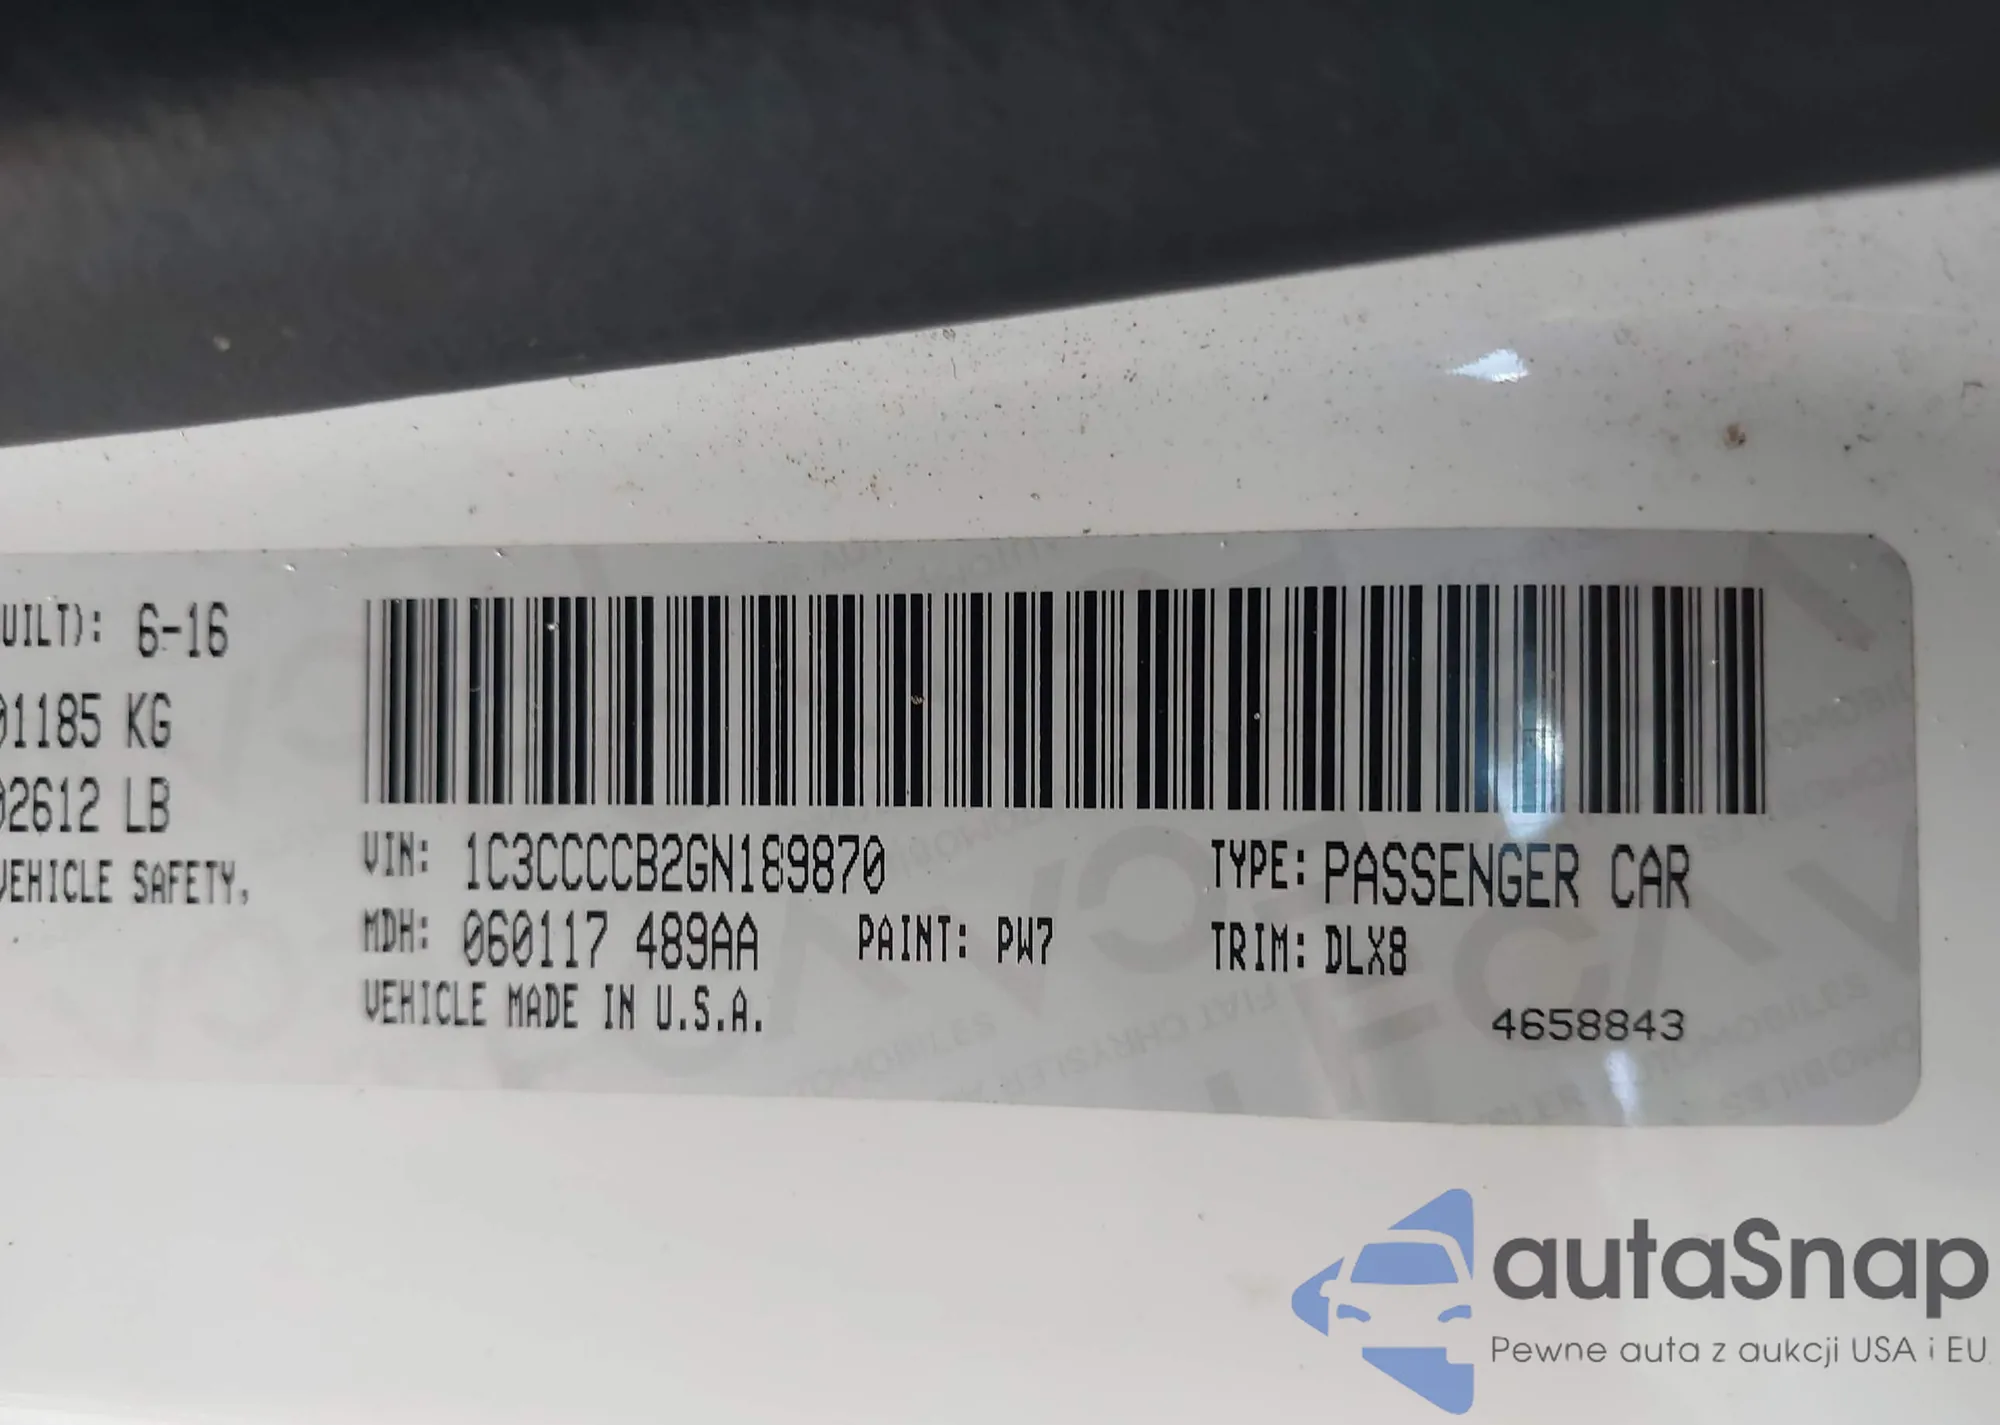 UILT): 6-16
01185 KG
02612 LB
VEHICLE SAFETY,
VIN: 1C3CCCCB2GN189870
TYPE: PASSENGER CAR
MDH: 060117 489AA PAINT: PW7
TRIM: DLX8
VEHICLE MADE IN U.S.A.
4658843
autaSnap
Pewne auta z aukcji USA i EU